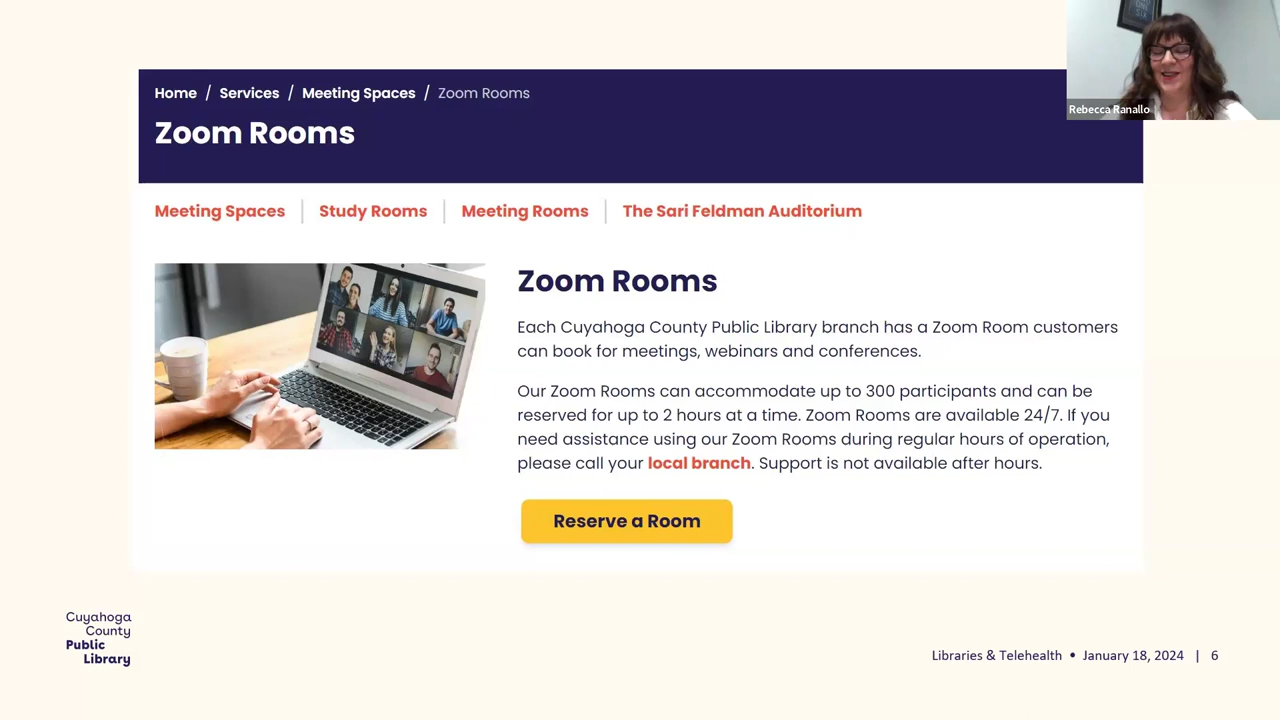 Home / Services / Meeting Spaces / Zoom Rooms
Zoom Rooms
Rebecca Ranallo
Meeting Spaces | Study Rooms | Meeting Rooms | The Sari Feldman Auditorium
Zoom Rooms
Each Cuyahoga County Public Library branch has a Zoom Room customers
can book for meetings, webinars and conferences.
Our Zoom Rooms can accommodate up to 300 participants and can be
reserved for up to 2 hours at a time. Zoom Rooms are available 24/7. If you
need assistance using our Zoom Rooms during regular hours of operation,
please call your local branch. Support is not available after hours.
Reserve a Room
Cuyahoga
County
Public
Library
Libraries & Telehealth • January 18, 2024 | 6